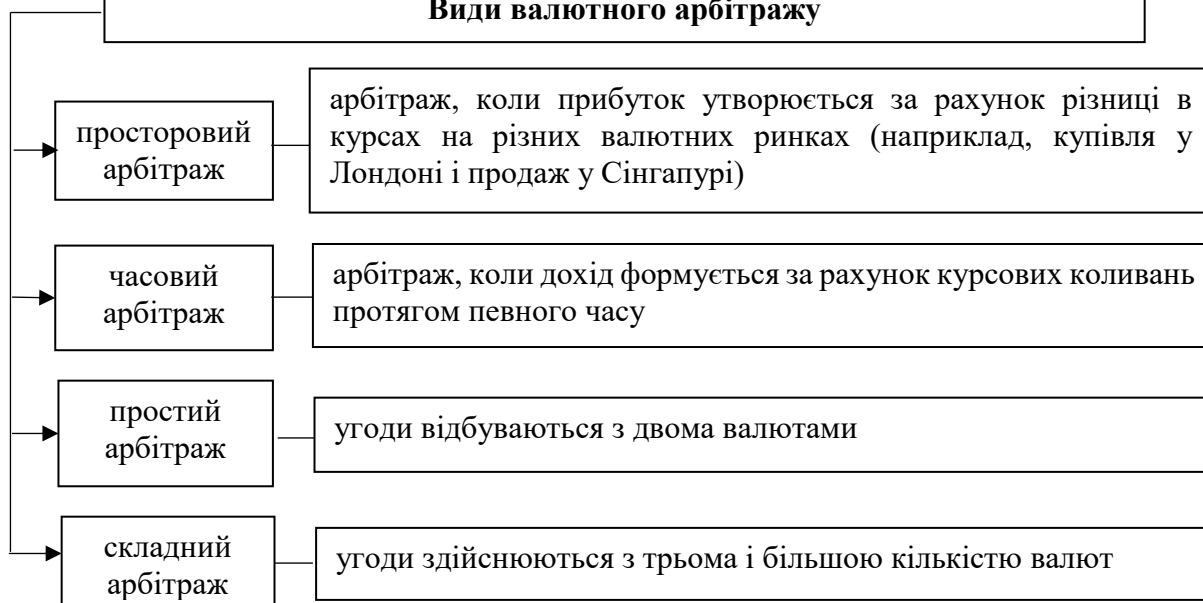 Види валютного арбітражу
просторовий
арбітраж
арбітраж, коли прибуток утворюється за рахунок різниці в
курсах на різних валютних ринках (наприклад, купівля у
Лондоні і продаж у Сінгапурі)
часовий
арбітраж
арбітраж, коли дохід формується за рахунок курсових коливань
протягом певного часу
простий
арбітраж
угоди відбуваються з двома валютами
складний
арбітраж
угоди здійснюються з трьома і більшою кількістю валют